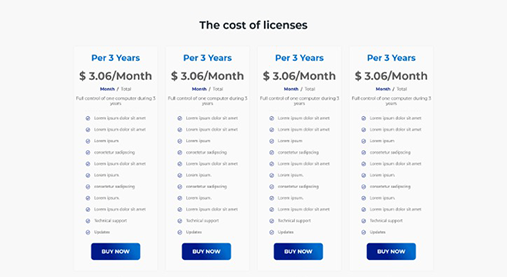 The cost of licenses
Per 3 Years
$ 3.06/Month
Month / Total
Full control of one computer during 3
years
Lorem ipsum dolor sit amet
Lorem ipsum dolor sit amet
Lorem ipsum
consetetur sadipscing
Lorem ipsum dolor sit amet
Lorem ipsum.
consetetur sadipscing
Lorem ipsum.
Lorem ipsum dolor sit amet
Technical support
Updates
BUY NOW
Per 3 Years
$ 3.06/Month
Month / Total
Full control of one computer during 3
years
Lorem ipsum dolor sit amet
Lorem ipsum dolor sit amet
Lorem ipsum
consetetur sadipscing
Lorem ipsum dolor sit amet
Lorem ipsum.
consetetur sadipscing
Lorem ipsum.
Lorem ipsum dolor sit amet
Technical support
Updates
BUY NOW
Per 3 Years
$ 3.06/Month
Month / Total
Full control of one computer during 3
years
Lorem ipsum dolor sit amet
Lorem ipsum dolor sit amet
Lorem ipsum
consetetur sadipscing
Lorem ipsum dolor sit amet
Lorem ipsum.
consetetur sadipscing
Lorem ipsum.
Lorem ipsum dolor sit amet
Technical support
Updates
BUY NOW
Per 3 Years
$ 3.06/Month
Month / Total
Full control of one computer during 3
years
Lorem ipsum dolor sit amet
Lorem ipsum dolor sit amet
Lorem ipsum
consetetur sadipscing
Lorem ipsum dolor sit amet
Lorem ipsum.
consetetur sadipscing
Lorem ipsum.
Lorem ipsum dolor sit amet
Technical support
Updates
BUY NOW